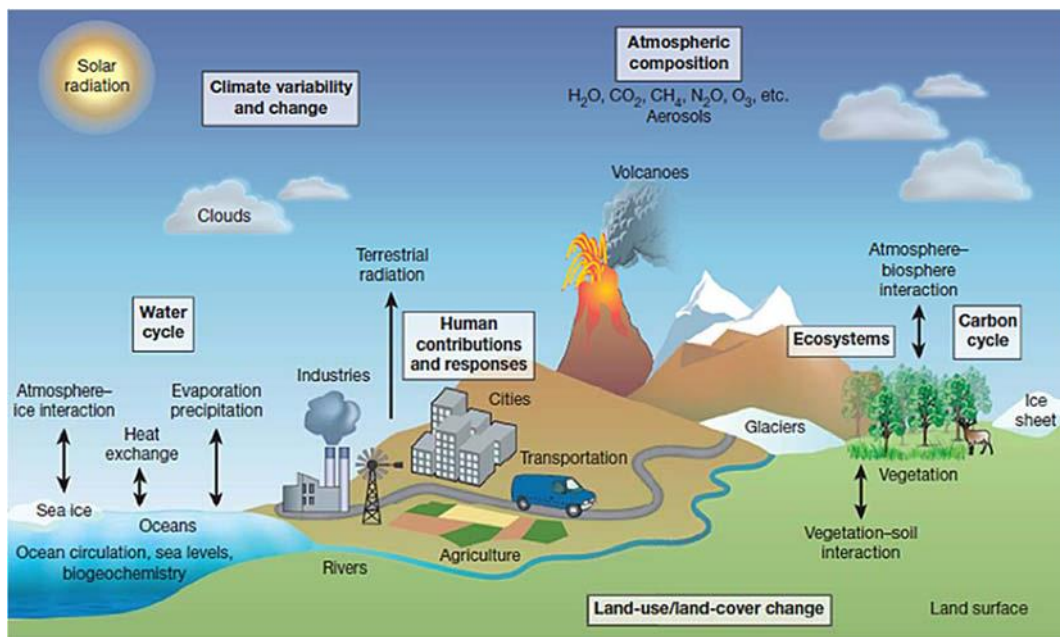 Solar
radiation
Climate variability
and change
Atmospheric
composition
H₂O, CO₂, CH₄, N₂O, O₃, etc.
Aerosols
Volcanoes
Clouds
Terrestrial
radiation
Atmosphere–
biosphere
interaction
Water
cycle
Human
contributions
and responses
Ecosystems
Carbon
cycle
Atmosphere–
ice interaction
Evaporation
precipitation
Heat
exchange
Industries
Cities
Transportation
Glaciers
Ice
sheet
Vegetation
Sea ice
Oceans
Ocean circulation, sea levels,
biogeochemistry
Rivers
Agriculture
Vegetation–soil
interaction
Land-use/land-cover change
Land surface